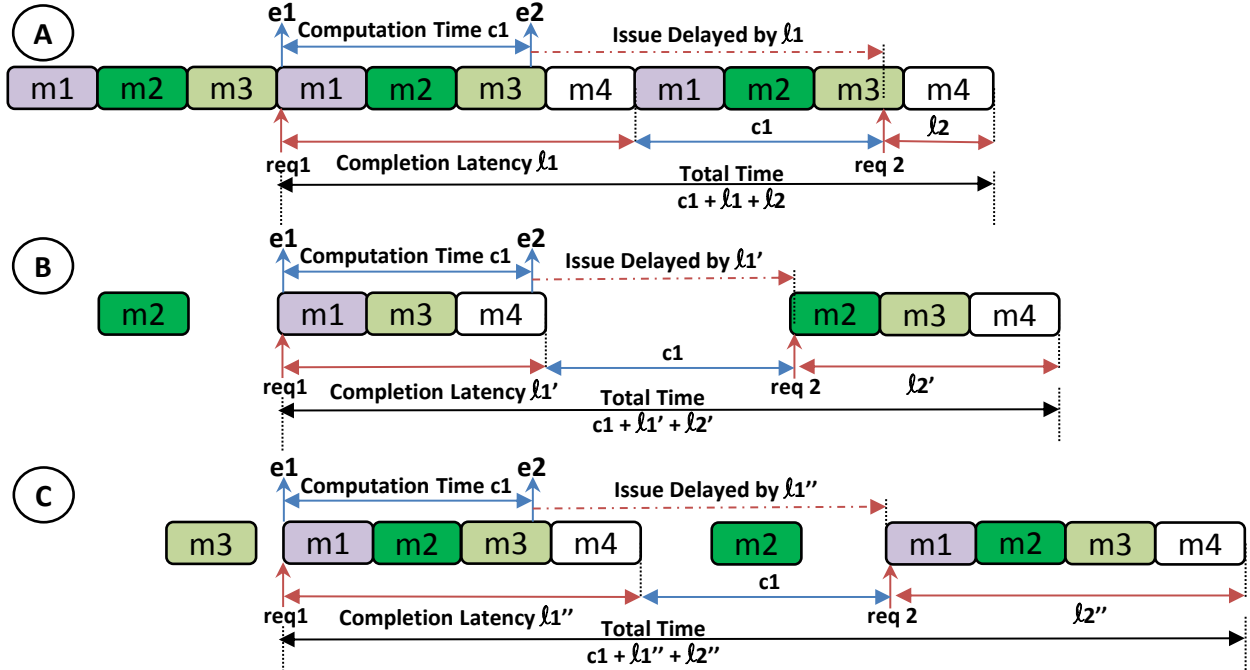 A
e1
e2
Computation Time c1
Issue Delayed by ℓ1
m1 m2 m3 m1 m2 m3 m4 m1 m2 m3 m4
c1
ℓ2
req1
Completion Latency ℓ1
req 2
Total Time
c1 + ℓ1 + ℓ2
B
e1
e2
Computation Time c1
Issue Delayed by ℓ1'
m2 m1 m3 m4 m2 m3 m4
c1
req1
Completion Latency ℓ1'
req 2
ℓ2'
Total Time
c1 + ℓ1' + ℓ2'
C
e1
e2
Computation Time c1
Issue Delayed by ℓ1''
m3 m1 m2 m3 m4 m2 m1 m2 m3 m4
c1
req1
Completion Latency ℓ1''
req 2
ℓ2''
Total Time
c1 + ℓ1'' + ℓ2''